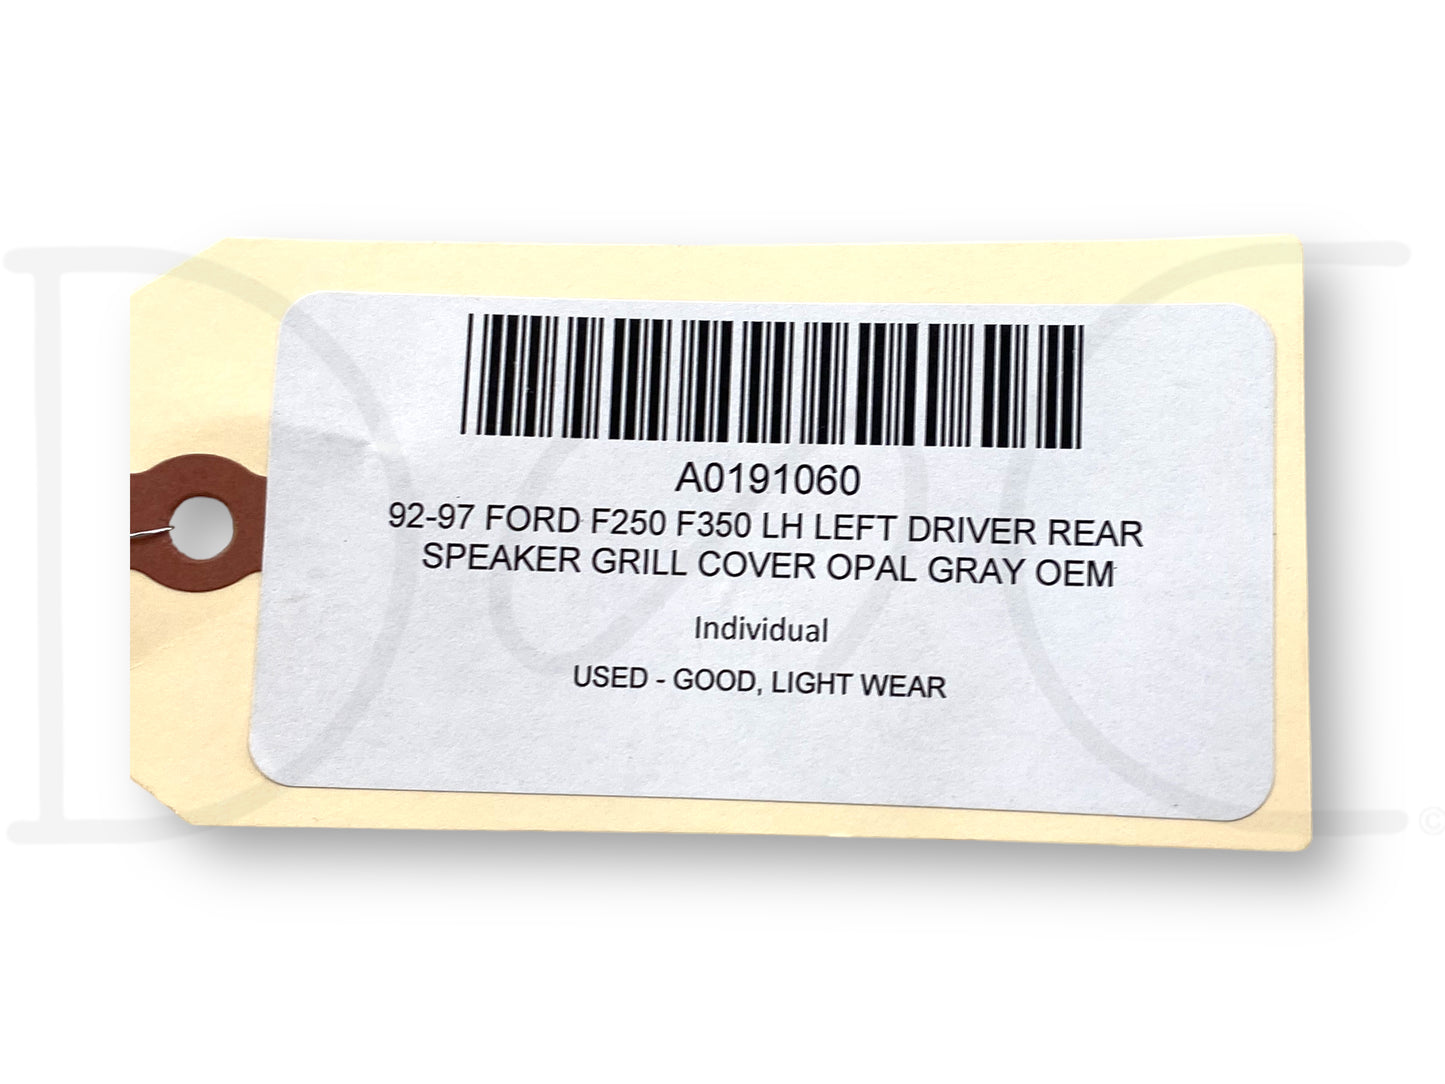 A0191060
92-97 FORD F250 F350 LH LEFT DRIVER REAR
SPEAKER GRILL COVER OPAL GRAY OEM
Individual
USED - GOOD, LIGHT WEAR
©